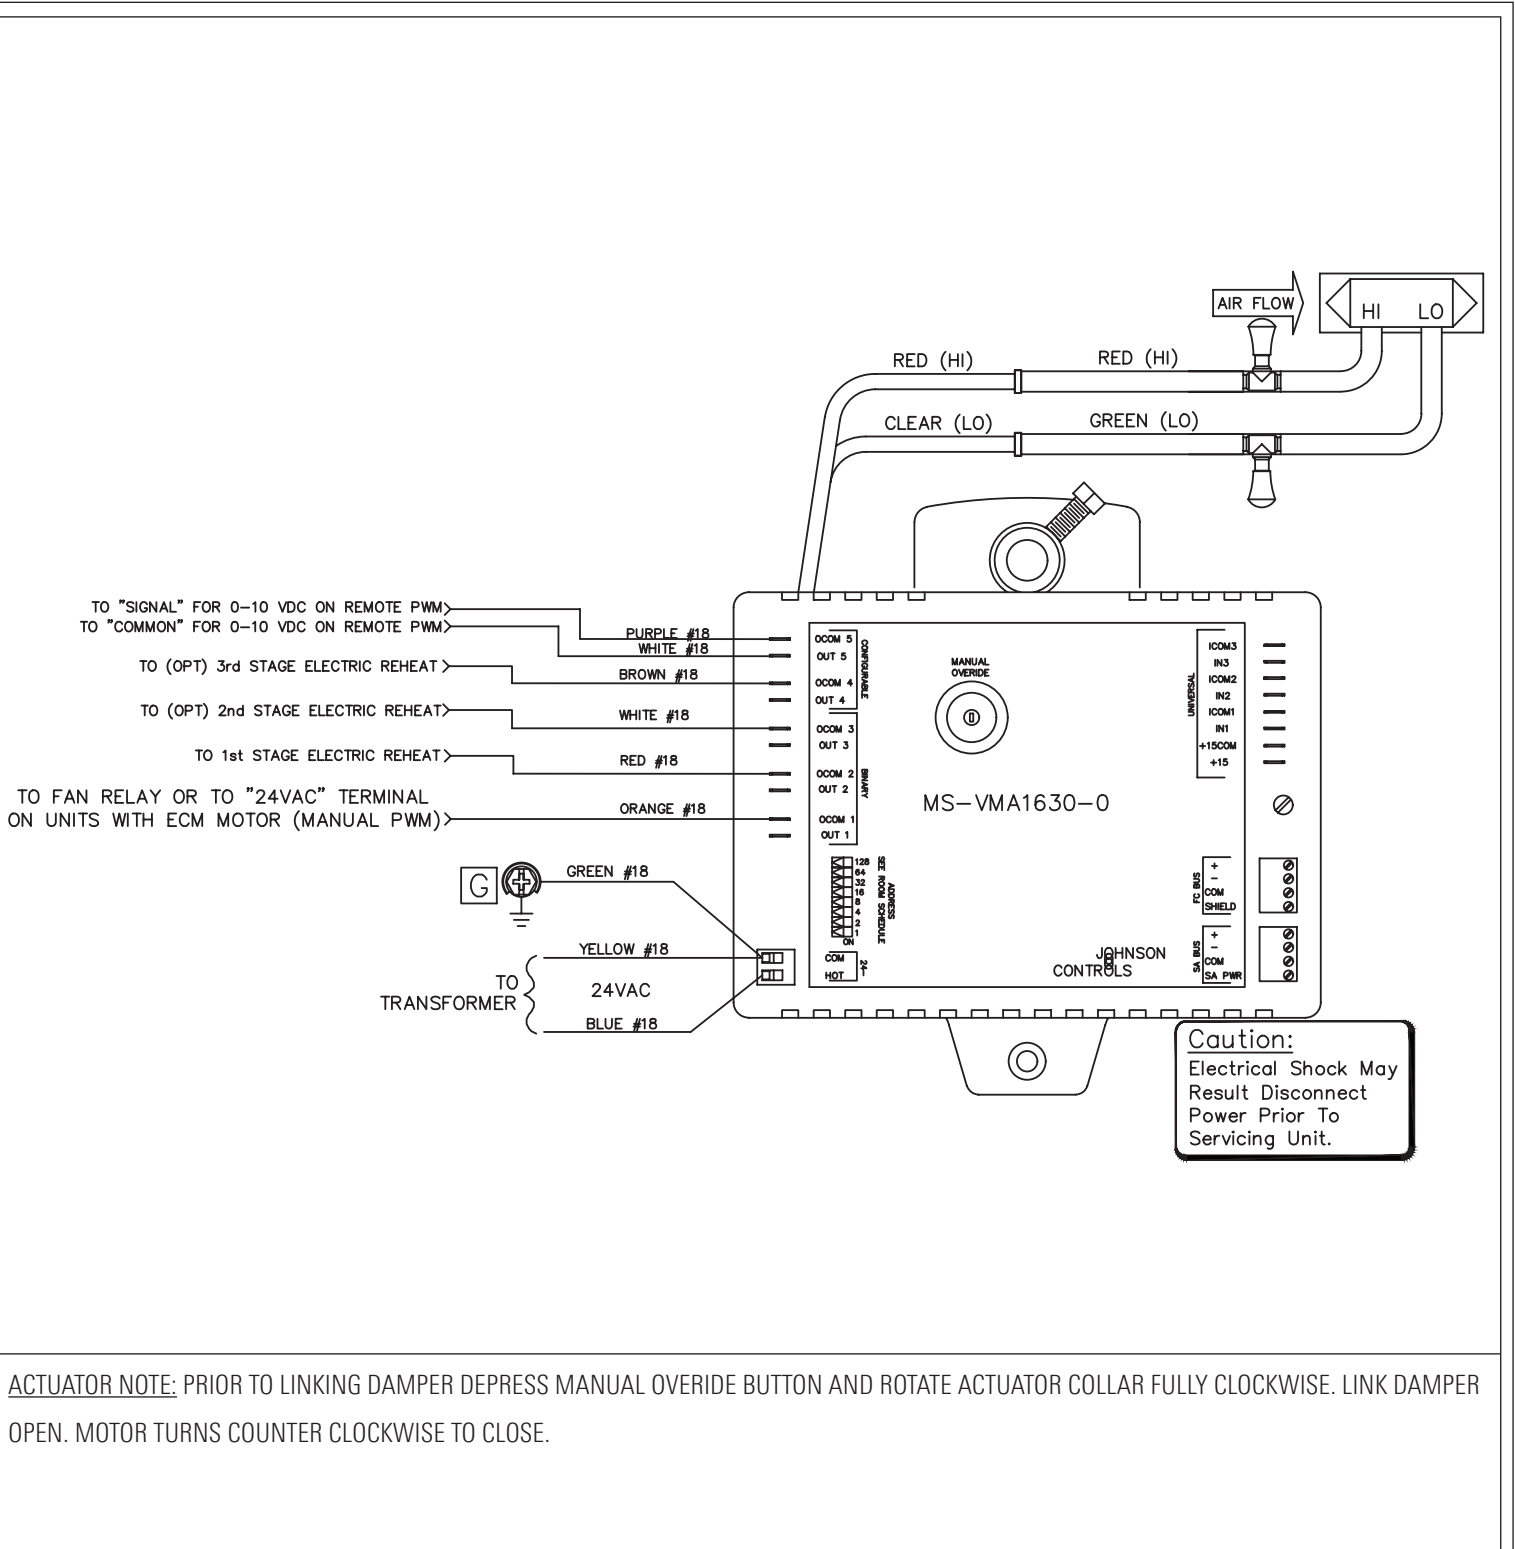 AIR FLOW
HI LO
RED (HI) RED (HI)
CLEAR (LO) GREEN (LO)
TO "SIGNAL" FOR 0-10 VDC ON REMOTE PWM
TO "COMMON" FOR 0-10 VDC ON REMOTE PWM
PURPLE #18
WHITE #18
TO (OPT) 3rd STAGE ELECTRIC REHEAT
BROWN #18
TO (OPT) 2nd STAGE ELECTRIC REHEAT
WHITE #18
TO 1st STAGE ELECTRIC REHEAT
RED #18
TO FAN RELAY OR TO "24VAC" TERMINAL
ON UNITS WITH ECM MOTOR (MANUAL PWM)
ORANGE #18
G
GREEN #18
YELLOW #18
TO
TRANSFORMER
24VAC
BLUE #18
OCOM 5
OUT 5
OCOM 4
OUT 4
CONFIGURABLE
OCOM 3
OUT 3
OCOM 2
OUT 2
OCOM 1
OUT 1
BINARY
128
64
32
16
8
4
2
1
ON
ADDRESS
SEE ROOM SCHEDULE
COM
HOT
24~
MANUAL
OVERIDE
MS-VMA1630-0
JOHNSON
CONTROLS
UNIVERSAL
ICOM3
IN3
ICOM2
IN2
ICOM1
IN1
+15COM
+15
FC BUS
+
-
COM
SHIELD
SA BUS
+
-
COM
SA PWR
Caution:
Electrical Shock May
Result Disconnect
Power Prior To
Servicing Unit.
ACTUATOR NOTE: PRIOR TO LINKING DAMPER DEPRESS MANUAL OVERIDE BUTTON AND ROTATE ACTUATOR COLLAR FULLY CLOCKWISE. LINK DAMPER
OPEN. MOTOR TURNS COUNTER CLOCKWISE TO CLOSE.